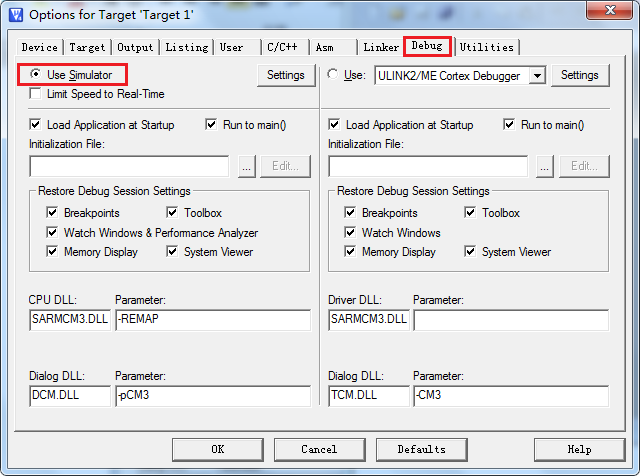 Options for Target 'Target 1'
Device Target Output Listing User C/C++ Asm Linker Debug Utilities
Use Simulator Settings Use: ULINK2/ME Cortex Debugger Settings
Limit Speed to Real-Time
Load Application at Startup Run to main() Load Application at Startup Run to main()
Initialization File: Initialization File:
... Edit... ... Edit...
Restore Debug Session Settings Restore Debug Session Settings
Breakpoints Toolbox Breakpoints Toolbox
Watch Windows & Performance Analyzer Watch Windows
Memory Display System Viewer Memory Display System Viewer
CPU DLL: Parameter: Driver DLL: Parameter:
SARMCM3.DLL -REMAP SARMCM3.DLL
Dialog DLL: Parameter: Dialog DLL: Parameter:
DCM.DLL -pCM3 TCM.DLL -CM3
OK Cancel Defaults Help